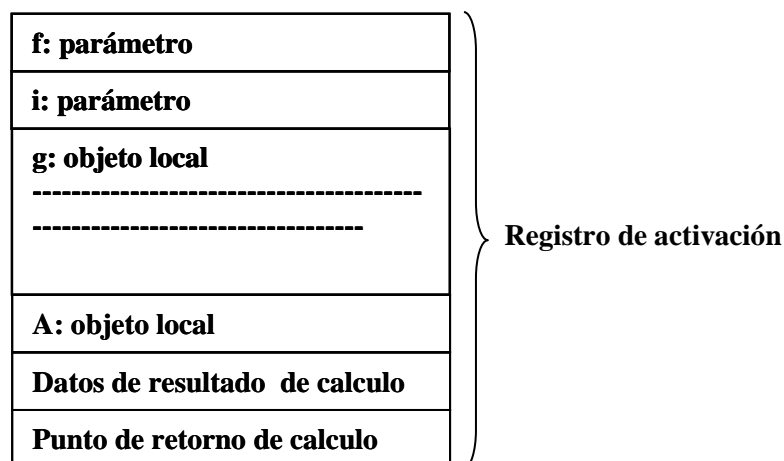 f: parámetro
i: parámetro
g: objeto local
----------------------------------------
----------------------------------
Registro de activación
A: objeto local
Datos de resultado de calculo
Punto de retorno de calculo